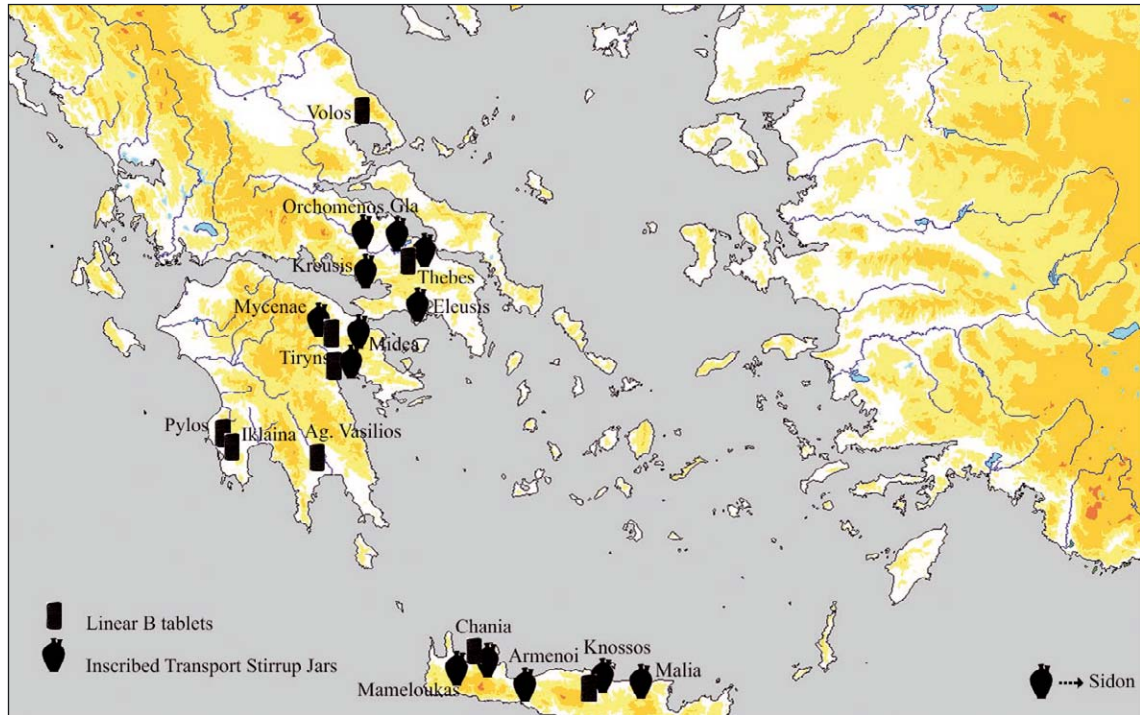 Volos
Orchomenos Gla
Kreusis
Thebes
Mycenae
Eleusis
Midea
Tiryns
Pylos
Iklaina
Ag. Vasilios
Linear B tablets
Inscribed Transport Stirrup Jars
Chania
Knossos
Armenoi
Malia
Mameloukas
Sidon